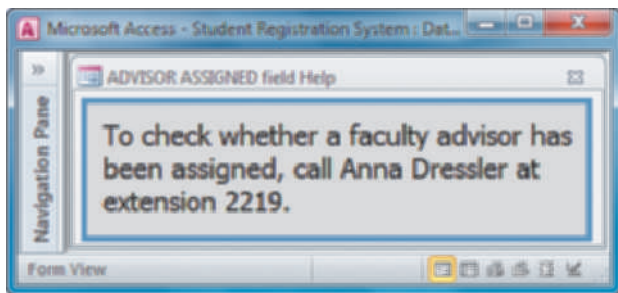 Microsoft Access - Student Registration System : Dat...
ADVISOR ASSIGNED field Help
Navigation Pane
To check whether a faculty advisor has
been assigned, call Anna Dressler at
extension 2219.
Form View